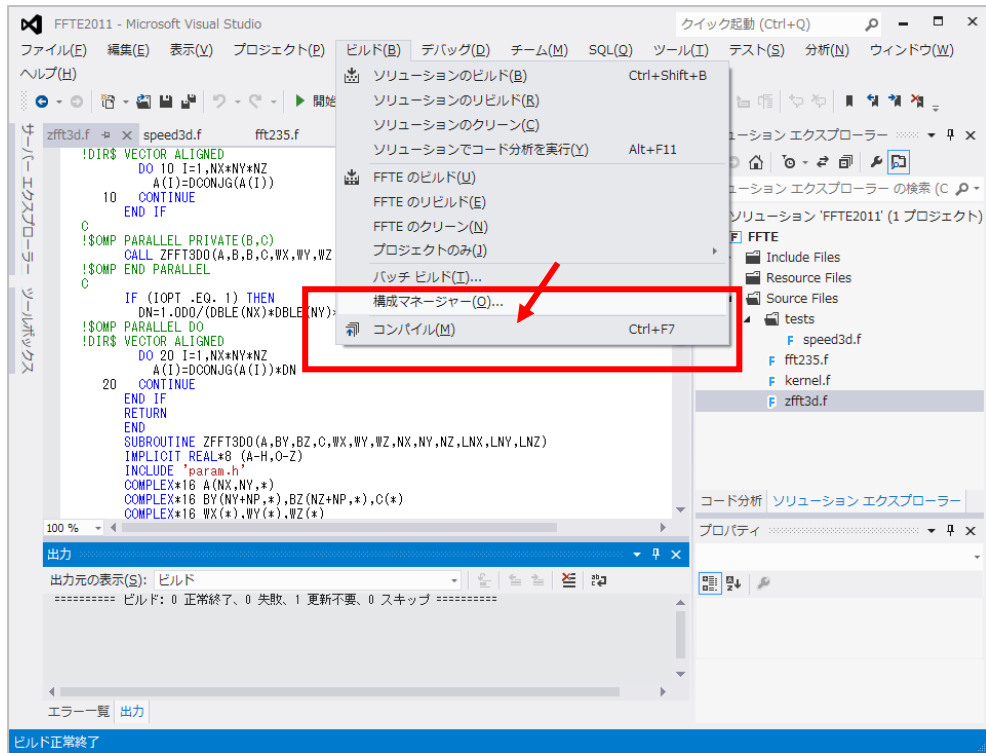 FFTE2011 - Microsoft Visual Studio
クイック起動 (Ctrl+Q)
ファイル(F) 編集(E) 表示(V) プロジェクト(P) ビルド(B) デバッグ(D) チーム(M) SQL(Q) ツール(T) テスト(S) 分析(N) ウィンドウ(W)
ヘルプ(H)
開始
ソリューションのビルド(B) Ctrl+Shift+B
ソリューションのリビルド(R)
ソリューションのクリーン(C)
ソリューションでコード分析を実行(Y) Alt+F11
FFTE のビルド(U)
FFTE のリビルド(E)
FFTE のクリーン(N)
プロジェクトのみ(J)
バッチ ビルド(T)...
構成マネージャー(O)...
コンパイル(M) Ctrl+F7
サーバー エクスプローラー
ツールボックス
zfft3d.f speed3d.f fft235.f
!DIR$ VECTOR ALIGNED
DO 10 I=1,NX*NY*NZ
A(I)=DCONJG(A(I))
10 CONTINUE
END IF
C
!$OMP PARALLEL PRIVATE(B,C)
CALL ZFFT3D0(A,B,B,C,WX,WY,WZ
!$OMP END PARALLEL
C
IF (IOPT .EQ. 1) THEN
DN=1.0D0/(DBLE(NX)*DBLE(NY)*
!$OMP PARALLEL DO
!DIR$ VECTOR ALIGNED
DO 20 I=1,NX*NY*NZ
A(I)=DCONJG(A(I))*DN
20 CONTINUE
END IF
RETURN
END
SUBROUTINE ZFFT3D0(A,BY,BZ,C,WX,WY,WZ,NX,NY,NZ,LNX,LNY,LNZ)
IMPLICIT REAL*8 (A-H,O-Z)
INCLUDE 'param.h'
COMPLEX*16 A(NX,NY,*)
COMPLEX*16 BY(NY+NP,*),BZ(NZ+NP,*),C(*)
COMPLEX*16 WX(*),WY(*),WZ(*)
100 %
ューション エクスプローラー
ューション エクスプローラー の検索 (C
ソリューション 'FFTE2011' (1 プロジェクト)
FFTE
Include Files
Resource Files
Source Files
tests
speed3d.f
fft235.f
kernel.f
zfft3d.f
コード分析 ソリューション エクスプローラー
プロパティ
出力
出力元の表示(S): ビルド
========== ビルド: 0 正常終了、0 失敗、1 更新不要、0 スキップ ==========
エラー一覧 出力
ビルド正常終了